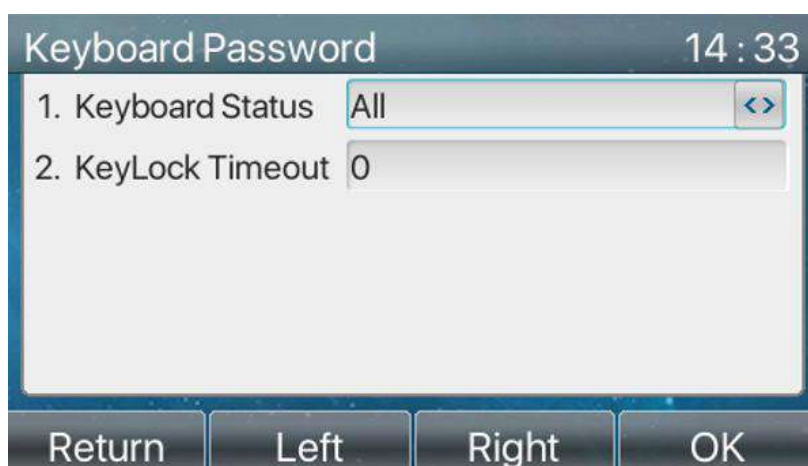 Keyboard Password 14 : 33
1. Keyboard Status All <>
2. KeyLock Timeout 0
Return Left Right OK